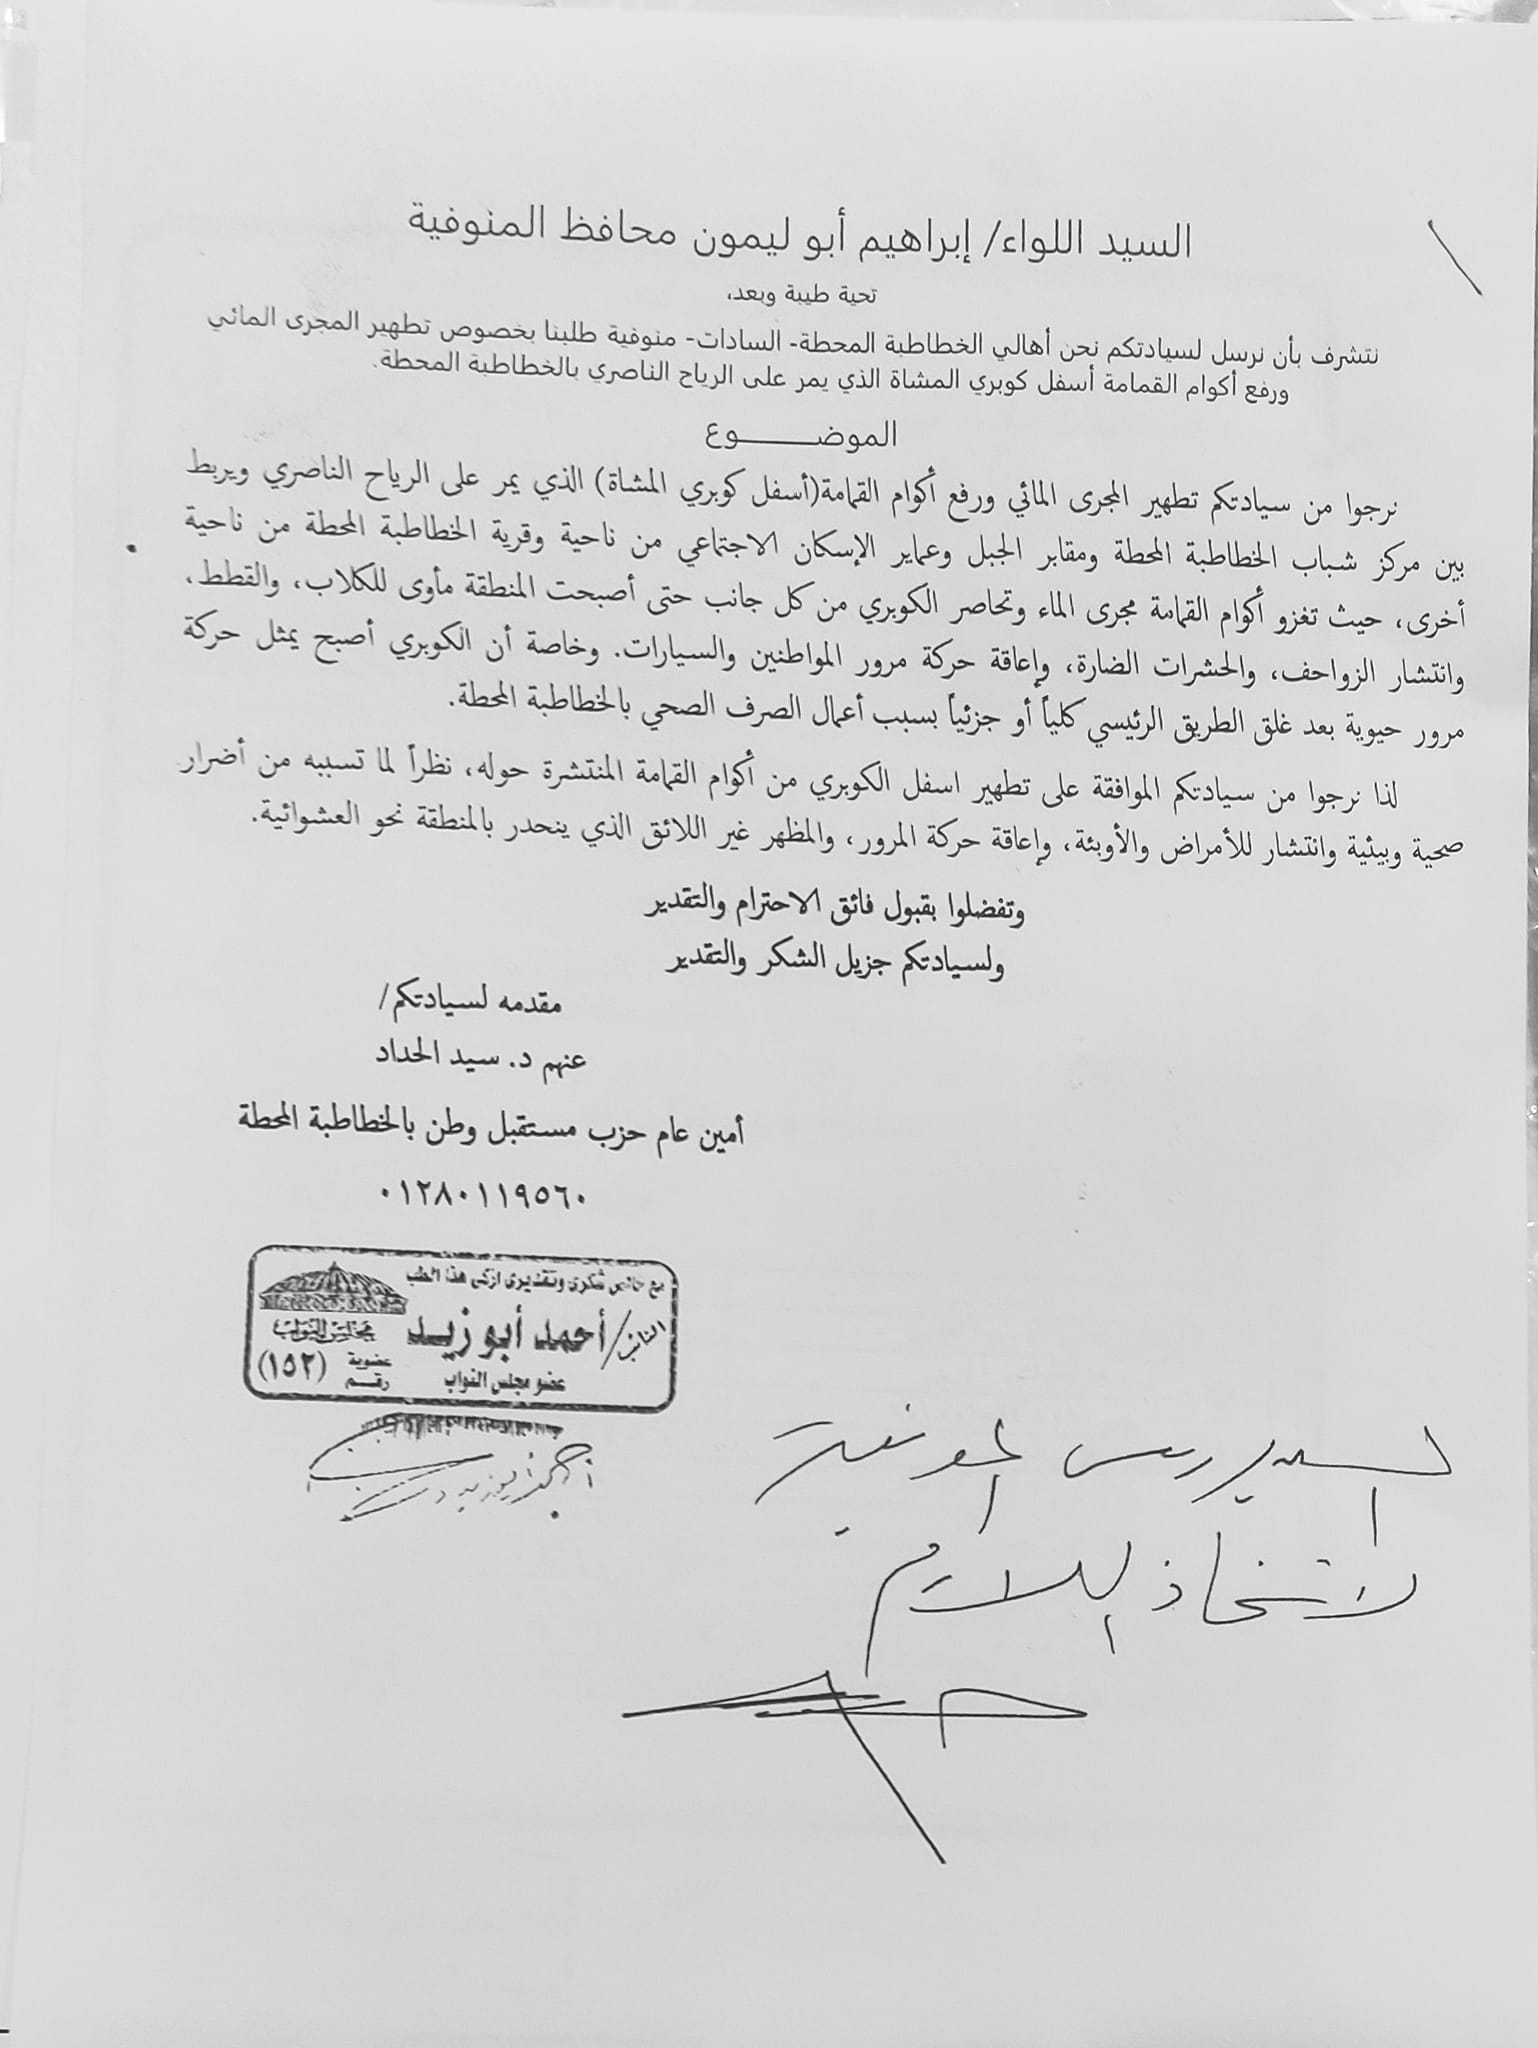 السيد اللواء/ إبراهيم أبو ليمون محافظ المنوفية
تحية طيبة وبعد،
نتشرف بأن نرسل لسيادتكم نحن أهالي الخطاطبة المحطة- السادات- منوفية طلبنا بخصوص تطهير المجرى المائي
ورفع أكوام القمامة أسفل كوبري المشاة الذي يمر على الرياح الناصري بالخطاطبة المحطة.
الموضـــــــوع
نرجوا من سيادتكم تطهير المجرى المائي ورفع أكوام القمامة(أسفل كوبري المشاة) الذي يمر على الرياح الناصري ويربط
بين مركز شباب الخطاطبة المحطة ومقابر الجبل وعماير الإسكان الاجتماعي من ناحية وقرية الخطاطبة المحطة من ناحية
أخرى، حيث تغزو أكوام القمامة مجرى الماء وتحاصر الكوبري من كل جانب حتى أصبحت المنطقة مأوى للكلاب، والقطط،
وانتشار الزواحف، والحشرات الضارة، وإعاقة حركة مرور المواطنين والسيارات. وخاصة أن الكوبري أصبح يمثل حركة
مرور حيوية بعد غلق الطريق الرئيسي كلياً أو جزئياً بسبب أعمال الصرف الصحي بالخطاطبة المحطة.
لذا نرجوا من سيادتكم الموافقة على تطهير اسفل الكوبري من أكوام القمامة المنتشرة حوله، نظراً لما تسببه من أضرار
صحية وبيئية وانتشار للأمراض والأوبئة، وإعاقة حركة المرور، والمظهر غير اللائق الذي ينحدر بالمنطقة نحو العشوائية.
وتفضلوا بقبول فائق الاحترام والتقدير
ولسيادتكم جزيل الشكر والتقدير
مقدمه لسيادتكم/
عنهم د. سيد الحداد
أمين عام حزب مستقبل وطن بالخطاطبة المحطة
٠١٢٨٠١١٩٥٦٠
مع خالص شكرى وتقديرى ازكى هذا الطلب
النائب/ أحمد أبو زيد
مجلس النواب
عضو مجلس النواب
عضوية رقم (١٥٢)
أحمد أبو زيد
السيد رئيس المدينة
لاتخاذ اللازم